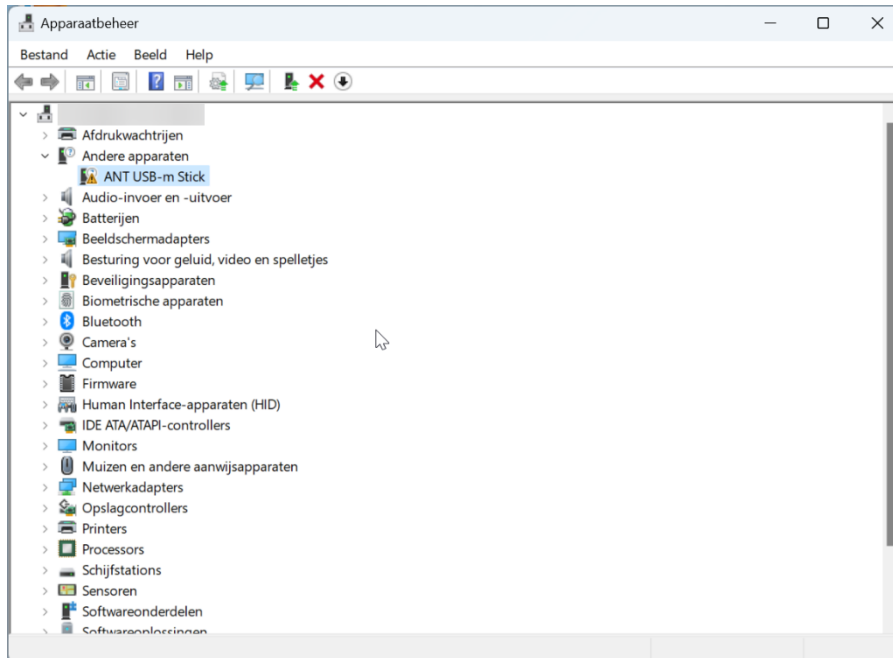 Apparaatbeheer
Bestand Actie Beeld Help
Afdrukwachtrijen
Andere apparaten
ANT USB-m Stick
Audio-invoer en -uitvoer
Batterijen
Beeldschermadapters
Besturing voor geluid, video en spelletjes
Beveiligingsapparaten
Biometrische apparaten
Bluetooth
Camera's
Computer
Firmware
Human Interface-apparaten (HID)
IDE ATA/ATAPI-controllers
Monitors
Muizen en andere aanwijsapparaten
Netwerkadapters
Opslagcontrollers
Printers
Processors
Schijfstations
Sensoren
Softwareonderdelen
Softwareoplossingen